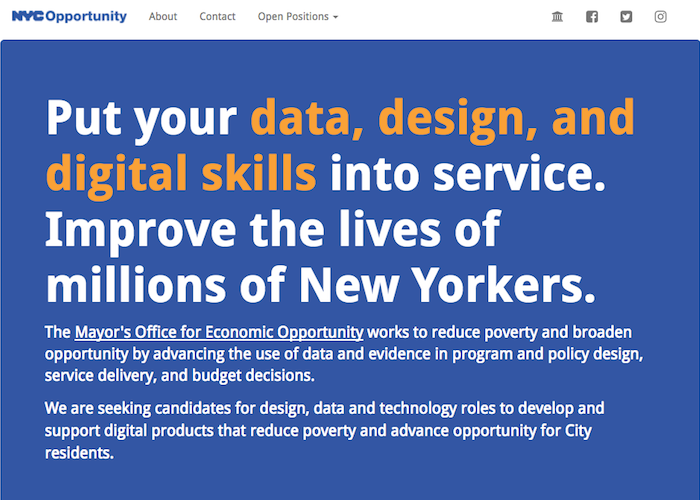 NYC Opportunity About Contact Open Positions
Put your data, design, and
digital skills into service.
Improve the lives of
millions of New Yorkers.
The Mayor's Office for Economic Opportunity works to reduce poverty and broaden
opportunity by advancing the use of data and evidence in program and policy design,
service delivery, and budget decisions.
We are seeking candidates for design, data and technology roles to develop and
support digital products that reduce poverty and advance opportunity for City
residents.